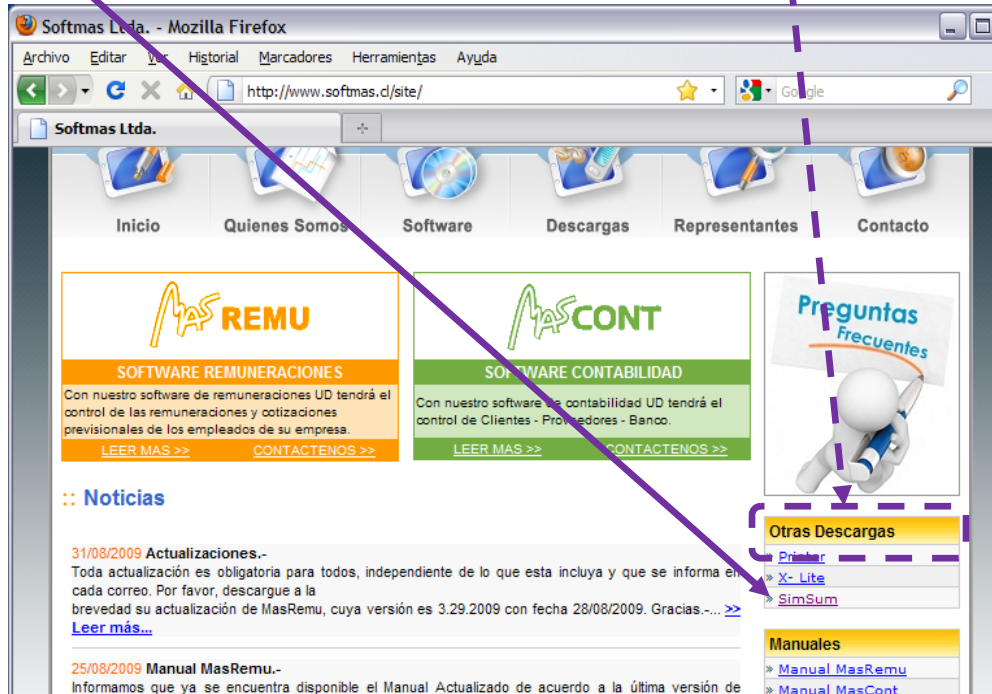 Softmas Ltda. - Mozilla Firefox
Archivo Editar Ver Historial Marcadores Herramientas Ayuda
http://www.softmas.cl/site/
Google
Softmas Ltda.
Inicio Quienes Somos Software Descargas Representantes Contacto
MAS REMU
MAS CONT
Preguntas
Frecuentes
SOFTWARE REMUNERACIONES
Con nuestro software de remuneraciones UD tendrá el
control de las remuneraciones y cotizaciones
previsionales de los empleados de su empresa.
LEER MAS >> CONTACTENOS >>
SOFTWARE CONTABILIDAD
Con nuestro software de contabilidad UD tendrá el
control de Clientes - Proveedores - Banco.
LEER MAS >> CONTACTENOS >>
:: Noticias
31/08/2009 Actualizaciones.-
Toda actualización es obligatoria para todos, independiente de lo que esta incluya y que se informa en
cada correo. Por favor, descargue a la
brevedad su actualización de MasRemu, cuya versión es 3.29.2009 con fecha 28/08/2009. Gracias.-... >>
Leer más...
25/08/2009 Manual MasRemu.-
Informamos que ya se encuentra disponible el Manual Actualizado de acuerdo a la última versión de
Otras Descargas
» Printer
» X- Lite
» SimSum
Manuales
» Manual MasRemu
» Manual MasCont